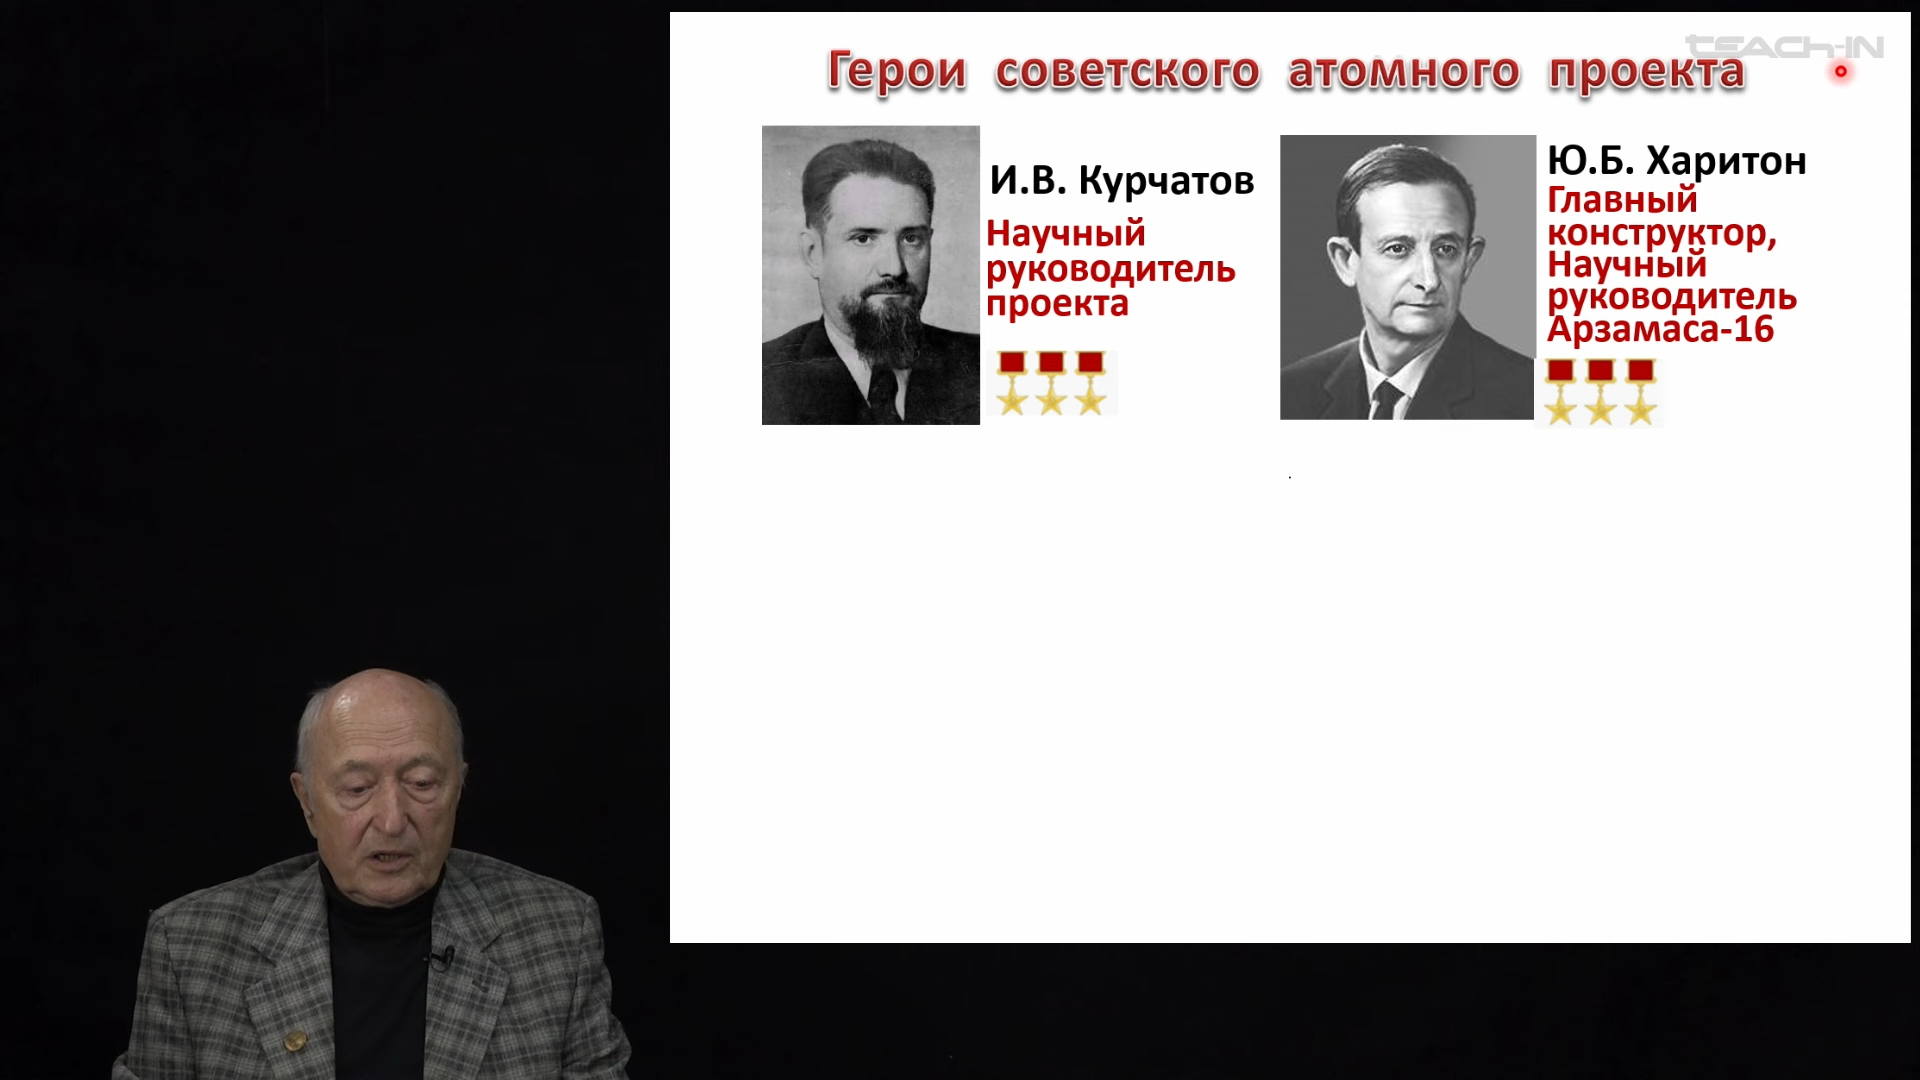 teach-in
Герои советского атомного проекта
И.В. Курчатов
Научный
руководитель
проекта
Ю.Б. Харитон
Главный
конструктор,
Научный
руководитель
Арзамаса-16